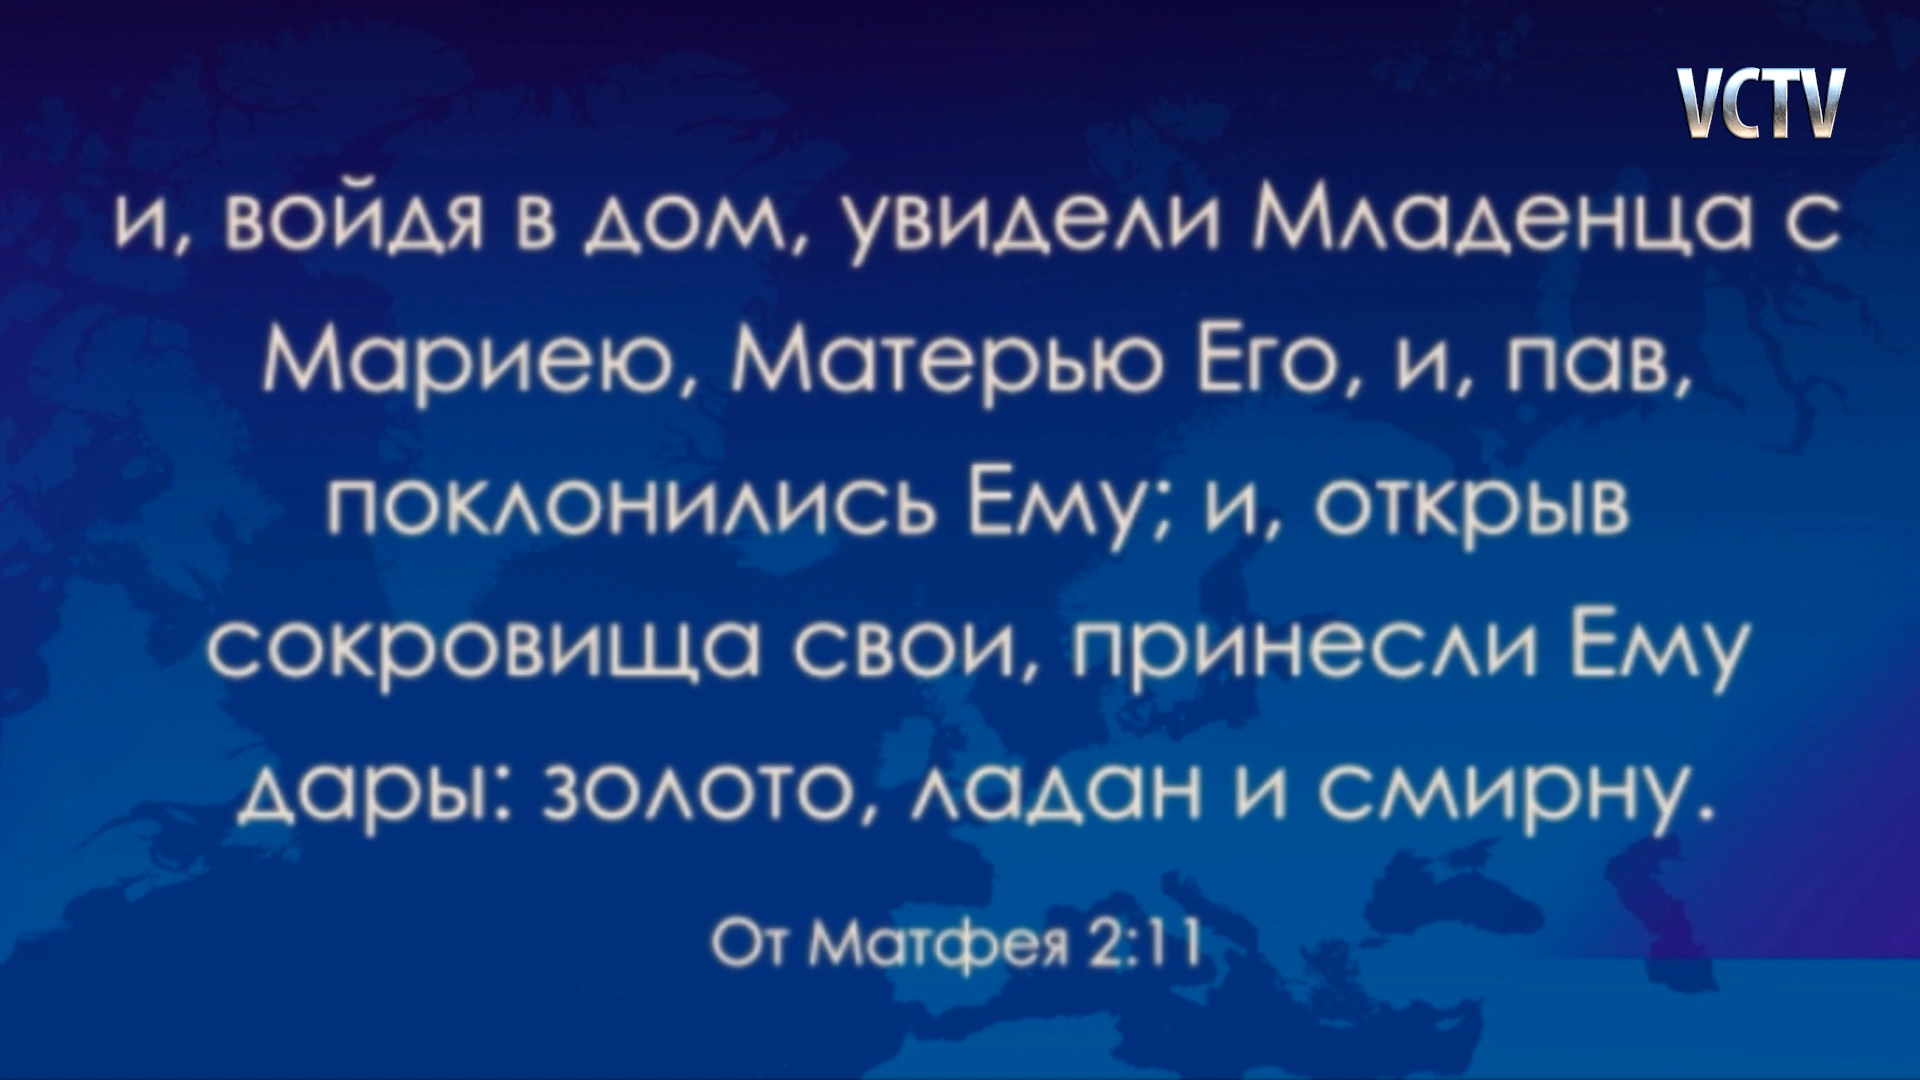 VCTV
и, войдя в дом, увидели Младенца с
Мариею, Матерью Его, и, пав,
поклонились Ему; и, открыв
сокровища свои, принесли Ему
дары: золото, ладан и смирну.
От Матфея 2:11